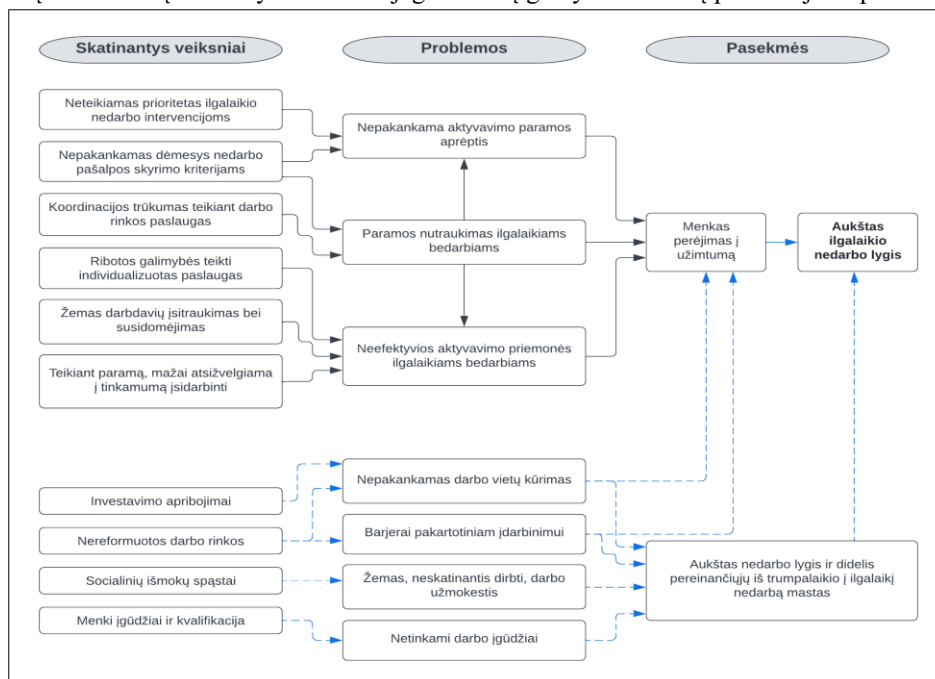 Skatinantys veiksniai
Problemos
Pasekmės
Neteikiamas prioritetas ilgalaikio
nedarbo intervencijoms
Nepakankamas dėmesys nedarbo
pašalpos skyrimo kriterijams
Koordinacijos trūkumas teikiant darbo
rinkos paslaugas
Ribotos galimybės teikti
individualizuotas paslaugas
Žemas darbdavių įsitraukimas bei
susidomėjimas
Teikiant paramą, mažai atsižvelgiama
į tinkamumą įsidarbinti
Nepakankama aktyvavimo paramos
aprėptis
Paramos nutraukimas ilgalaikiams
bedarbiams
Neefektyvios aktyvavimo priemonės
ilgalaikiams bedarbiams
Menkas
perėjimas į
užimtumą
Aukštas
ilgalaikio
nedarbo lygis
Investavimo apribojimai
Nereformuotos darbo rinkos
Socialinių išmokų spąstai
Menki įgūdžiai ir kvalifikacija
Nepakankamas darbo vietų kūrimas
Barjerai pakartotiniam įdarbinimui
Žemas, neskatinantis dirbti, darbo
užmokestis
Netinkami darbo įgūdžiai
Aukštas nedarbo lygis ir didelis
pereinančiųjų iš trumpalaikio į ilgalaikį
nedarbą mastas